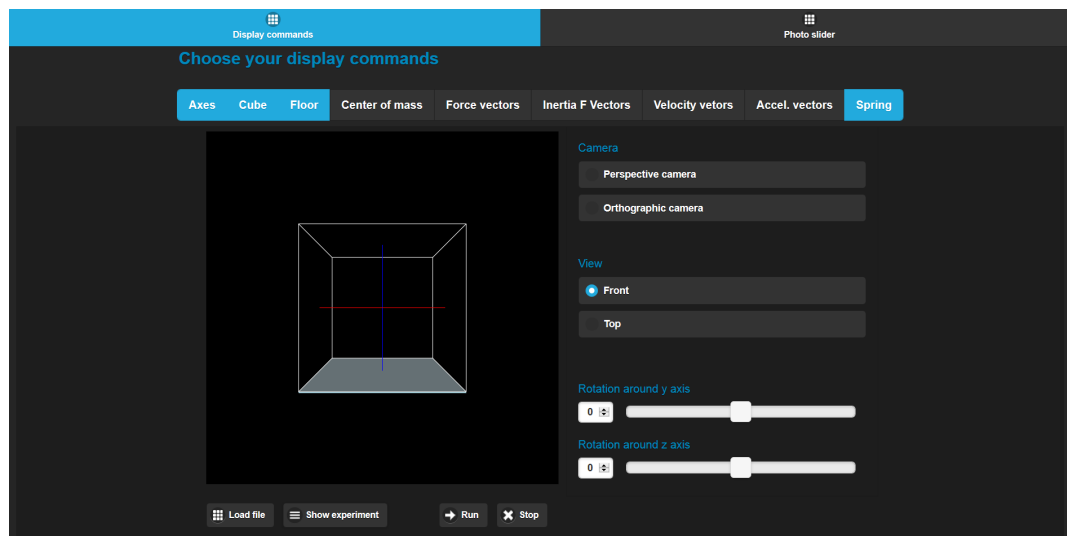 Display commands
Photo slider
Choose your display commands
Axes Cube Floor Center of mass Force vectors Inertia F Vectors Velocity vetors Accel. vectors Spring
Camera
Perspective camera
Orthographic camera
View
Front
Top
Rotation around y axis
0
Rotation around z axis
0
Load file Show experiment Run Stop